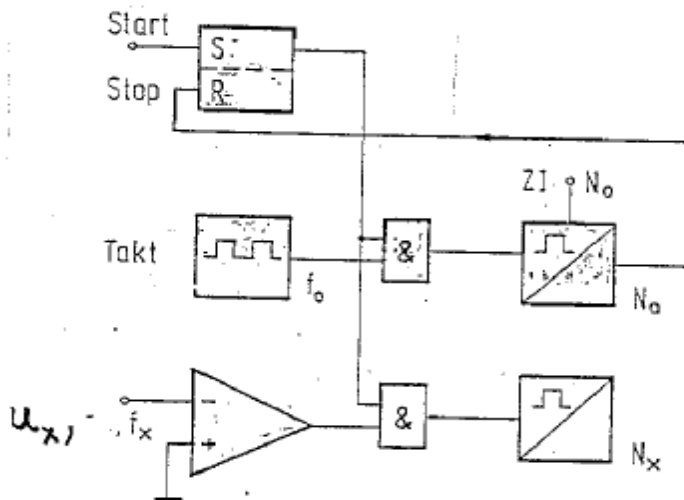 Start
S
Stop
R
ZI N₀
Takt
&
f₀
N₀
uₓ, fₓ
&
Nₓ